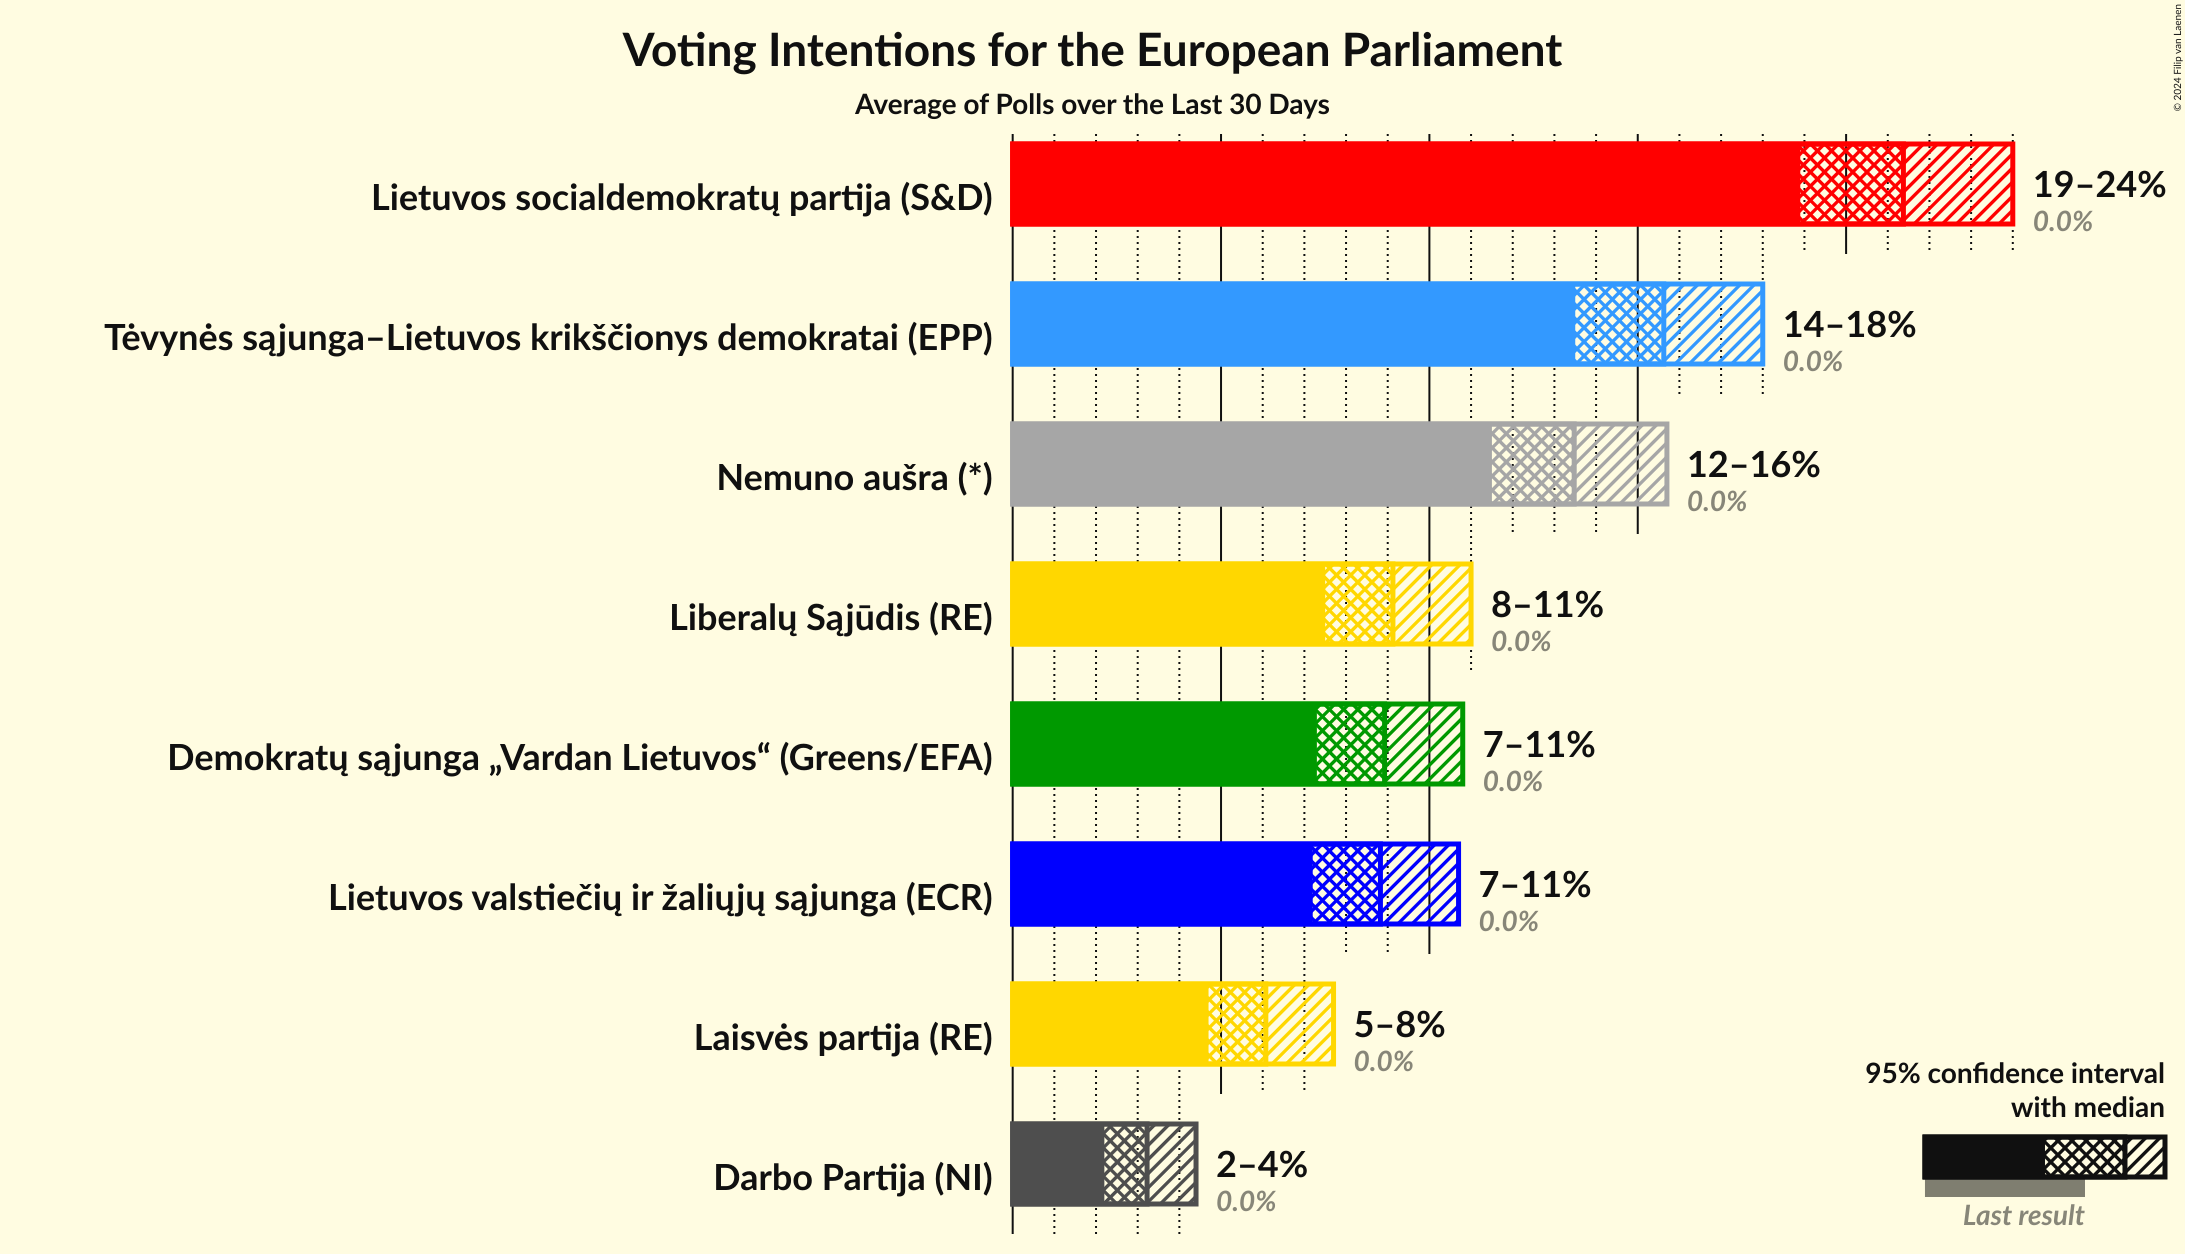 Voting Intentions for the European Parliament
Average of Polls over the Last 30 Days
© 2024 Filip van Laenen
Lietuvos socialdemokratų partija (S&D)
19–24%
0.0%
Tėvynės sąjunga–Lietuvos krikščionys demokratai (EPP)
14–18%
0.0%
Nemuno aušra (*)
12–16%
0.0%
Liberalų Sąjūdis (RE)
8–11%
0.0%
Demokratų sąjunga „Vardan Lietuvos“ (Greens/EFA)
7–11%
0.0%
Lietuvos valstiečių ir žaliųjų sąjunga (ECR)
7–11%
0.0%
Laisvės partija (RE)
5–8%
0.0%
Darbo Partija (NI)
2–4%
0.0%
95% confidence interval
with median
Last result